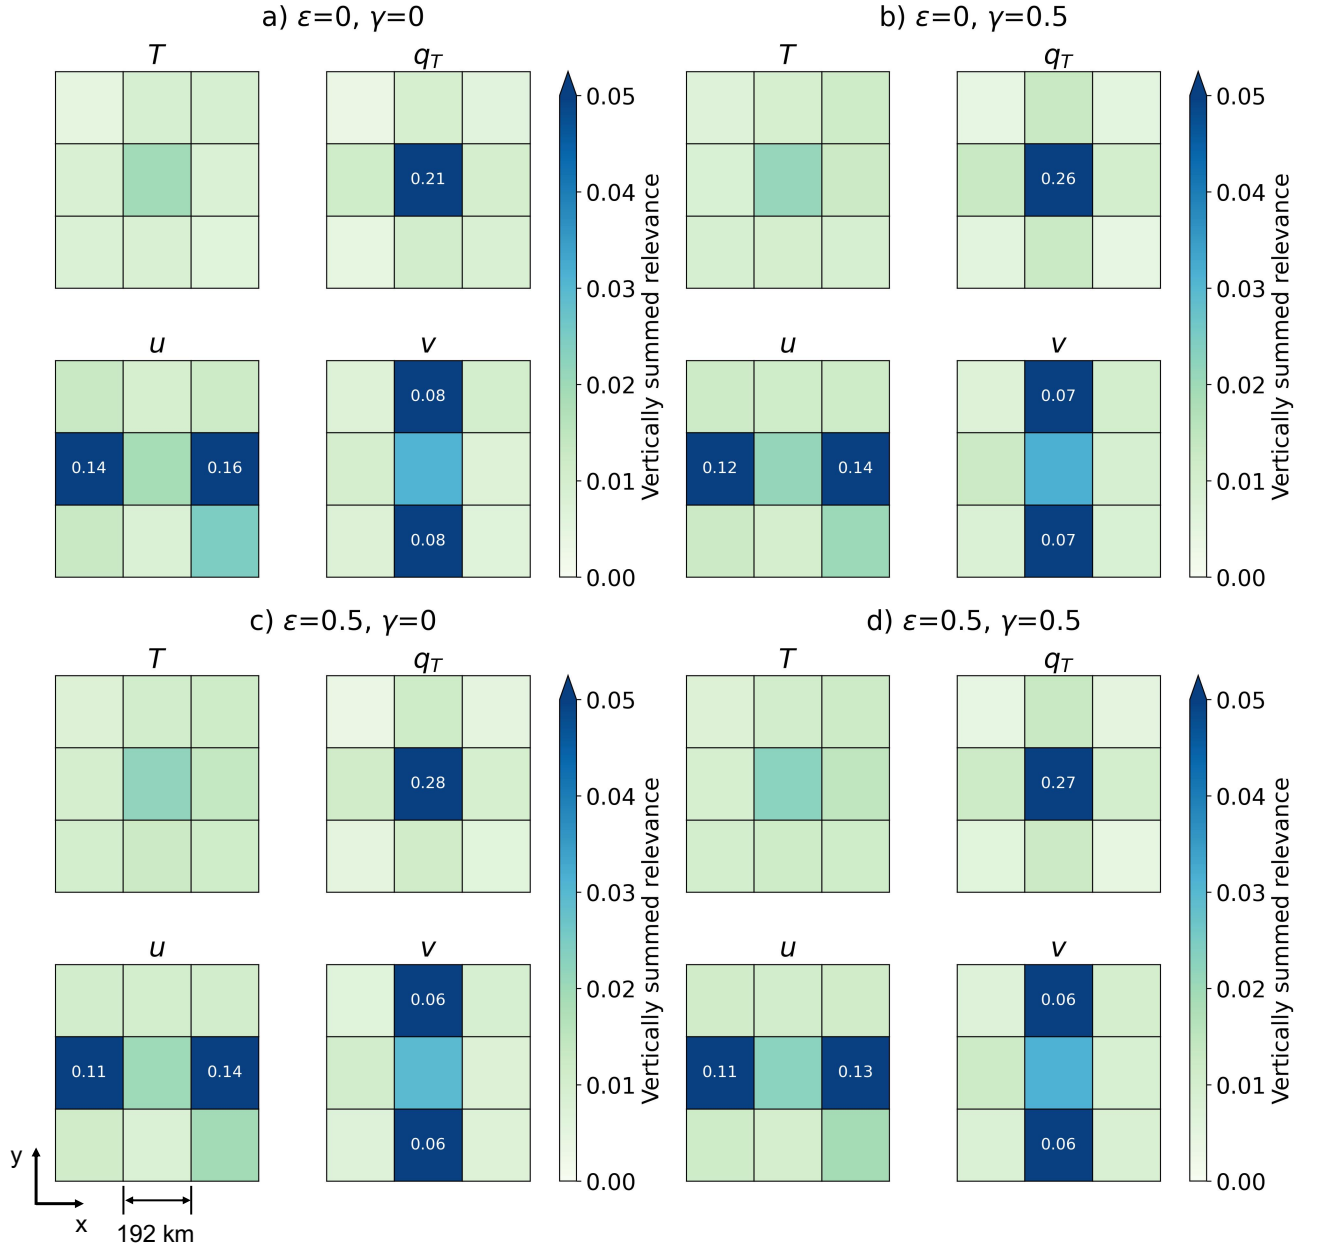 a) ε=0, γ=0
T
qT
0.21
u
0.14
0.16
v
0.08
0.08
0.05
0.04
0.03
0.02
0.01
0.00
Vertically summed relevance
b) ε=0, γ=0.5
T
qT
0.26
u
0.12
0.14
v
0.07
0.07
0.05
0.04
0.03
0.02
0.01
0.00
Vertically summed relevance
c) ε=0.5, γ=0
T
qT
0.28
u
0.11
0.14
v
0.06
0.06
0.05
0.04
0.03
0.02
0.01
0.00
Vertically summed relevance
y
x
192 km
d) ε=0.5, γ=0.5
T
qT
0.27
u
0.11
0.13
v
0.06
0.06
0.05
0.04
0.03
0.02
0.01
0.00
Vertically summed relevance